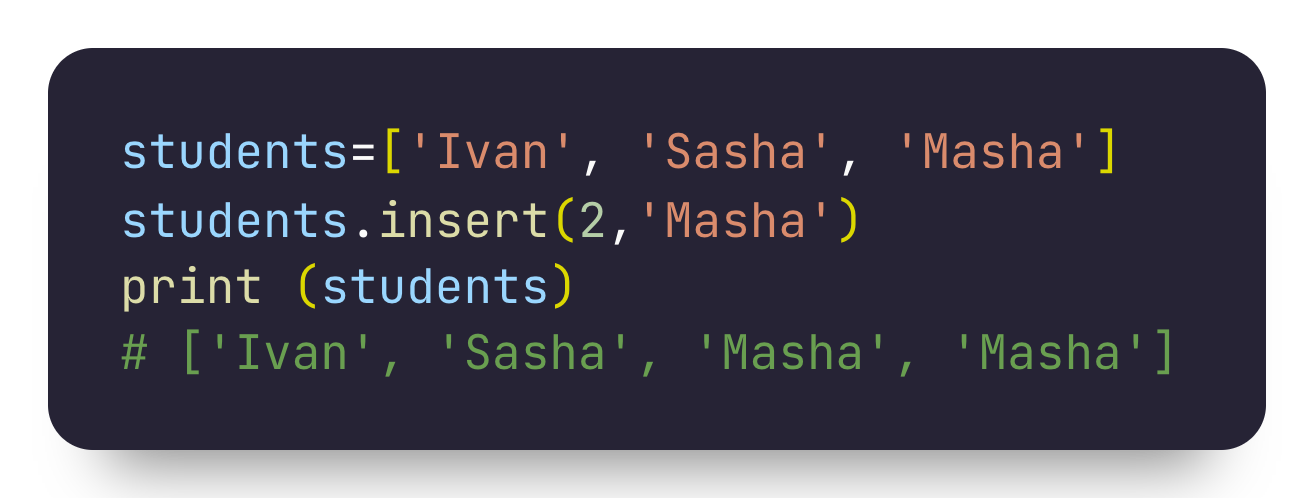 students=['Ivan', 'Sasha', 'Masha']
students.insert(2,'Masha')
print (students)
# ['Ivan', 'Sasha', 'Masha', 'Masha']